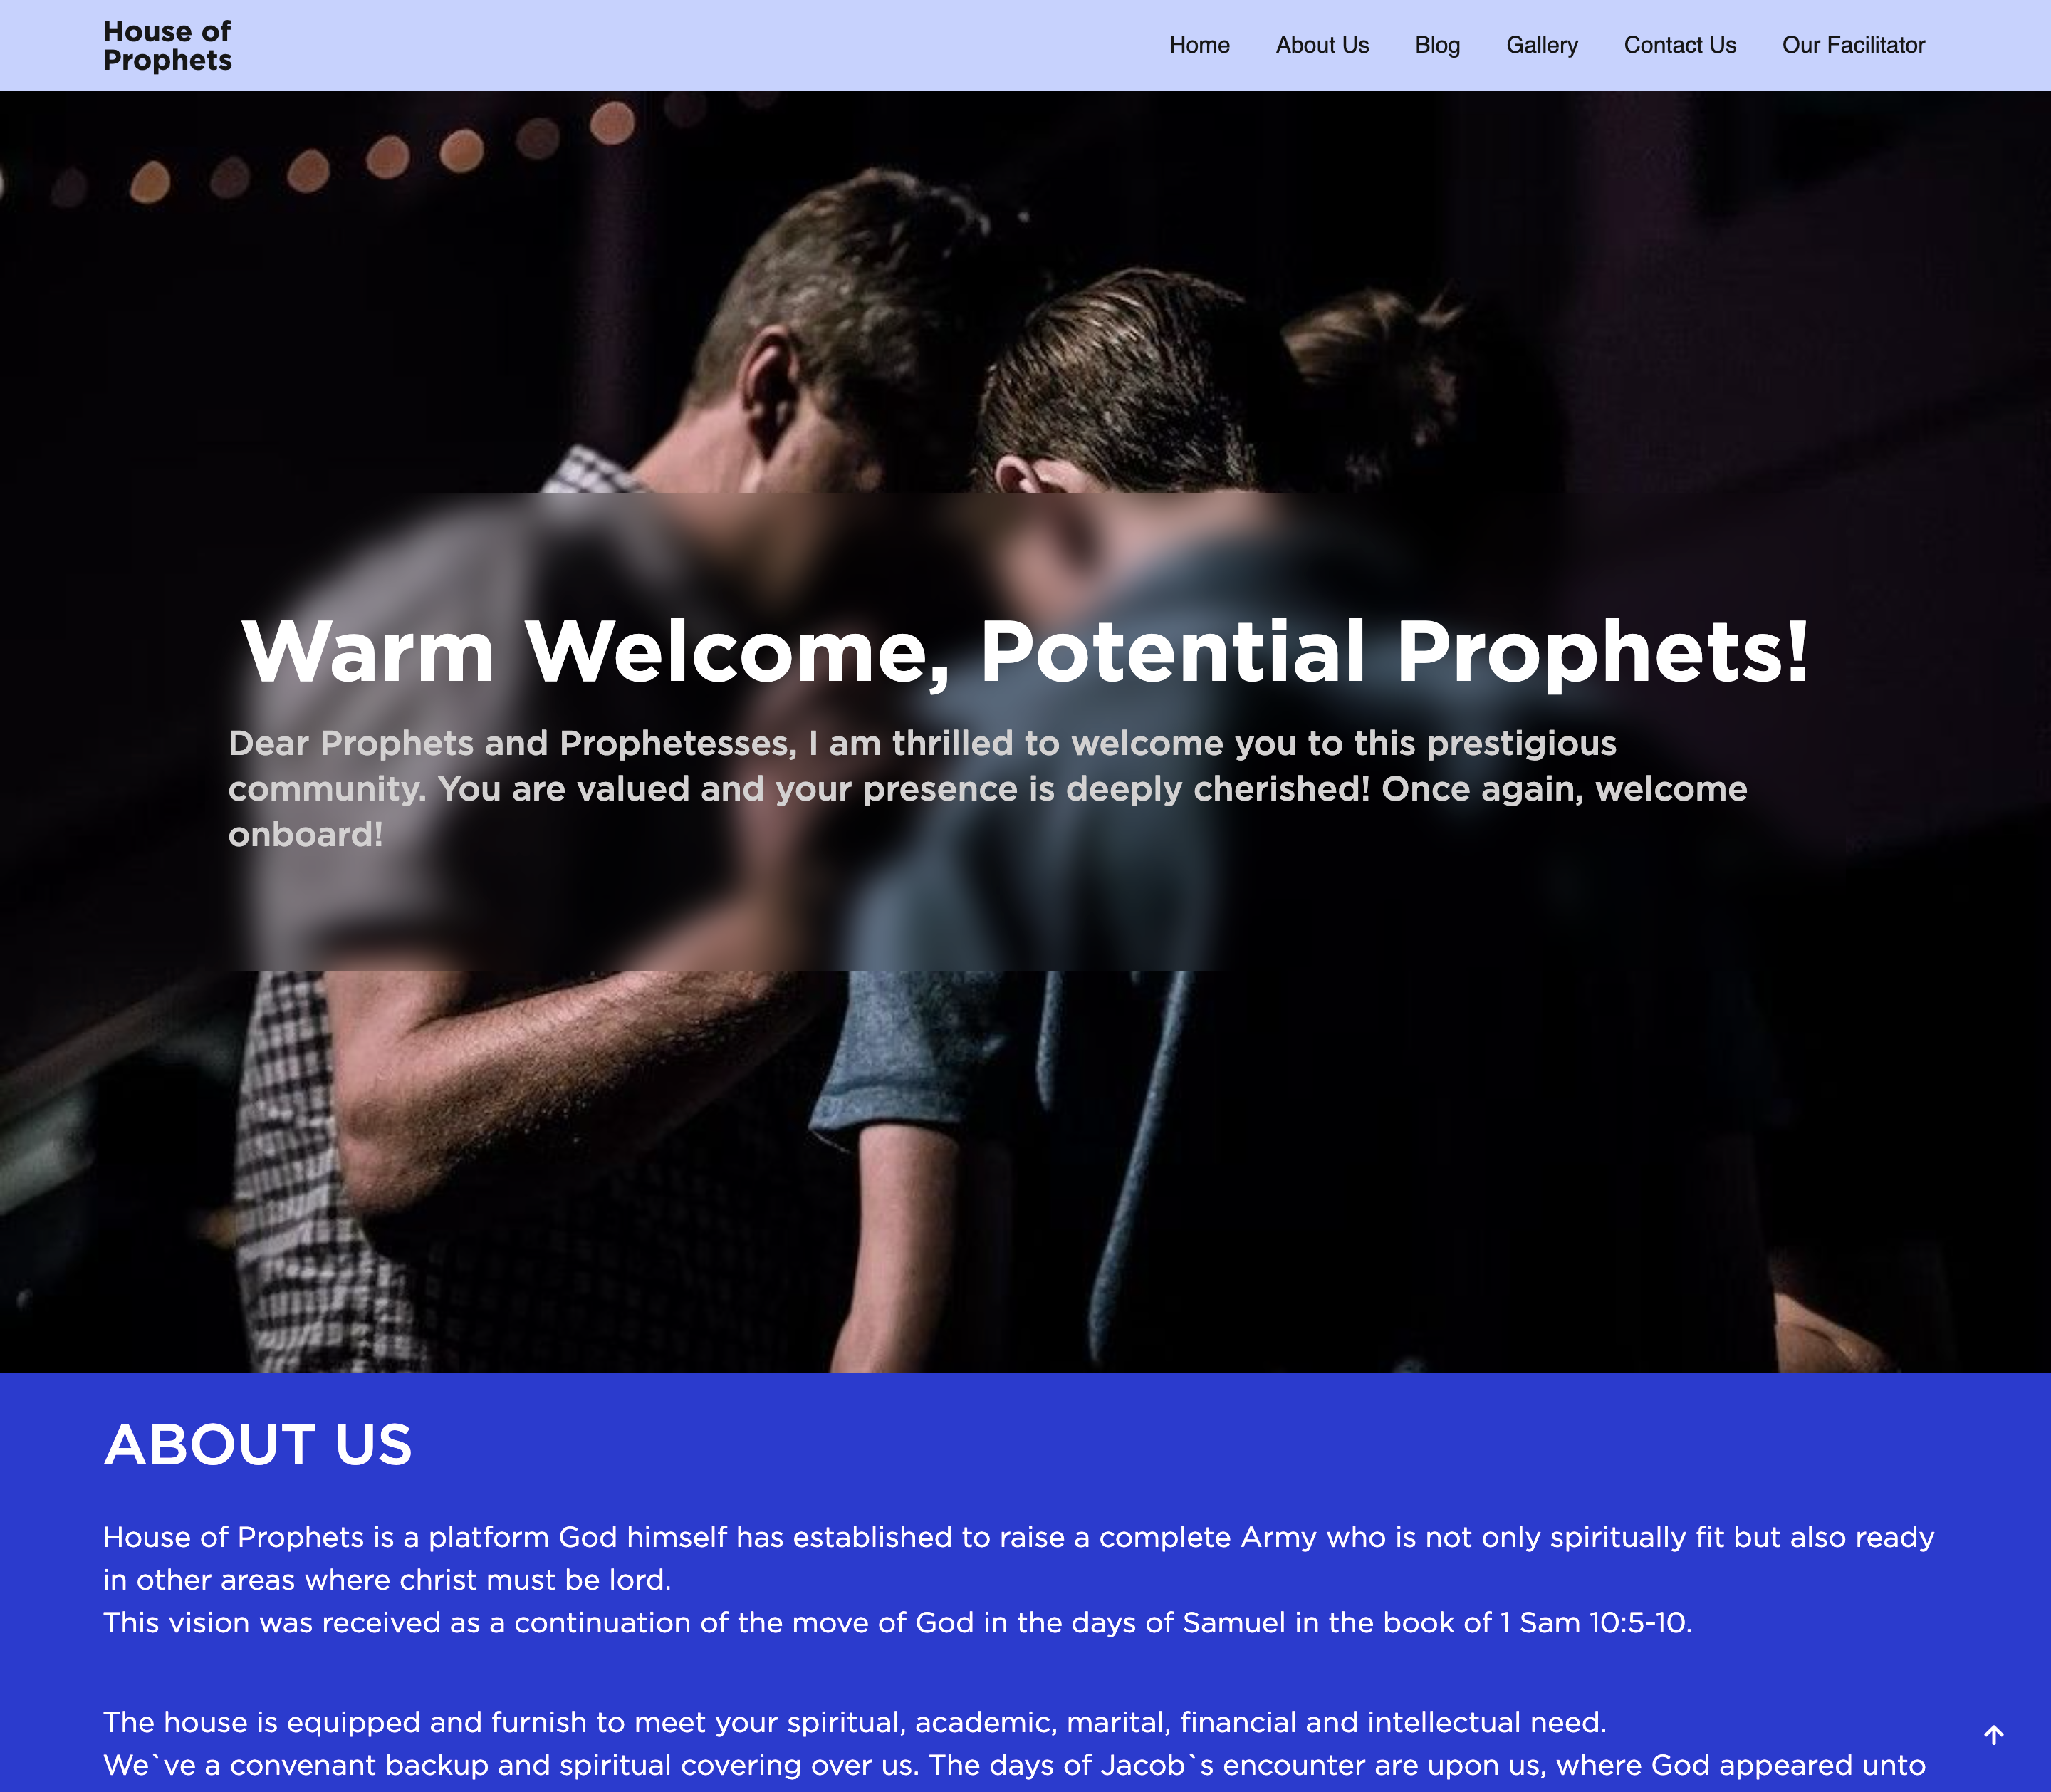 House of
Prophets
Home About Us Blog Gallery Contact Us Our Facilitator
Warm Welcome, Potential Prophets!
Dear Prophets and Prophetesses, I am thrilled to welcome you to this prestigious
community. You are valued and your presence is deeply cherished! Once again, welcome
onboard!
ABOUT US
House of Prophets is a platform God himself has established to raise a complete Army who is not only spiritually fit but also ready
in other areas where christ must be lord.
This vision was received as a continuation of the move of God in the days of Samuel in the book of 1 Sam 10:5-10.
The house is equipped and furnish to meet your spiritual, academic, marital, financial and intellectual need.
We`ve a convenant backup and spiritual covering over us. The days of Jacob`s encounter are upon us, where God appeared unto